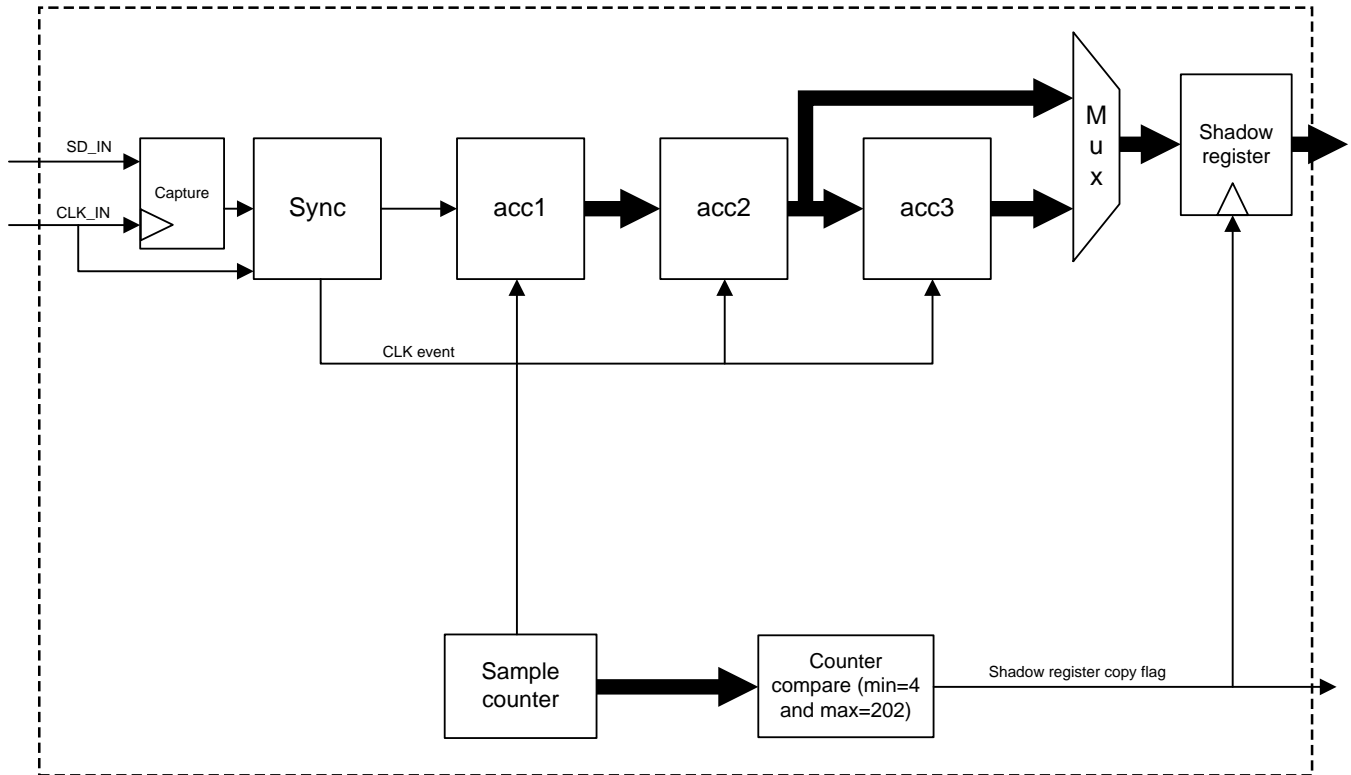 SD_IN
CLK_IN
Capture
Sync
acc1
acc2
acc3
M
u
x
Shadow
register
CLK event
Sample
counter
Counter
compare (min=4
and max=202)
Shadow register copy flag